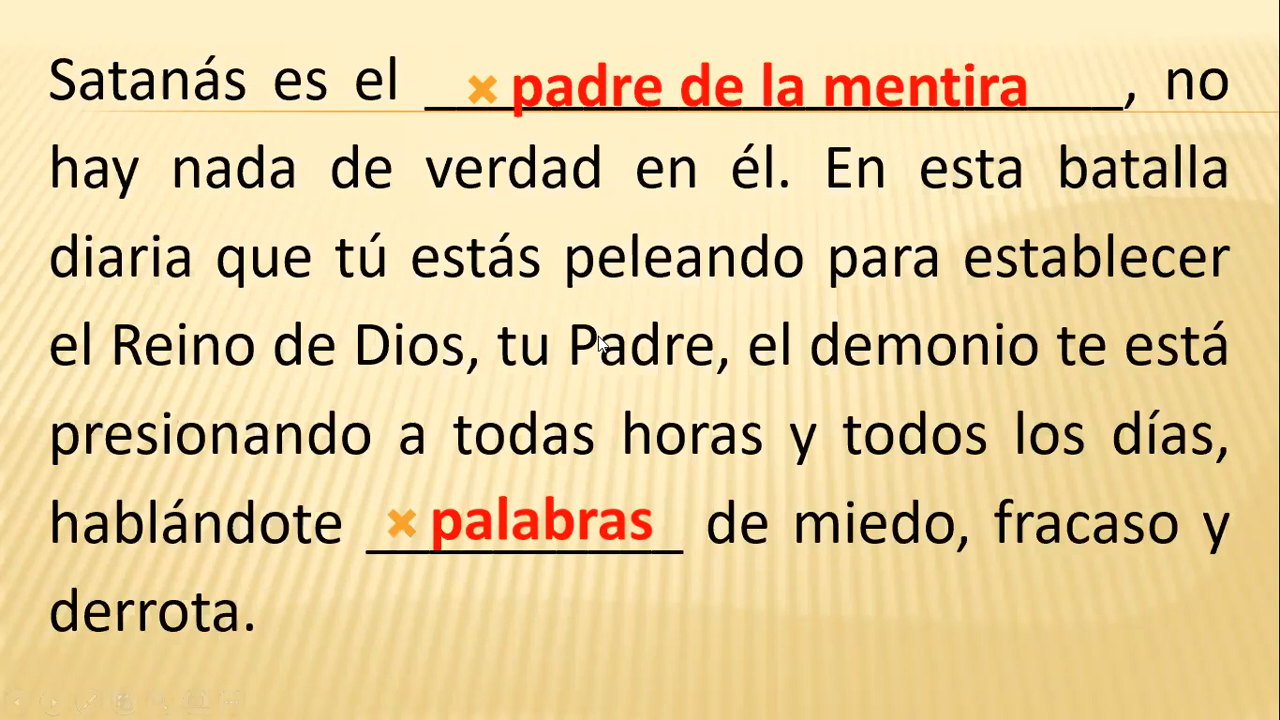 Satanás es el padre de la mentira, no
hay nada de verdad en él. En esta batalla
diaria que tú estás peleando para establecer
el Reino de Dios, tu Padre, el demonio te está
presionando a todas horas y todos los días,
hablándote palabras de miedo, fracaso y
derrota.